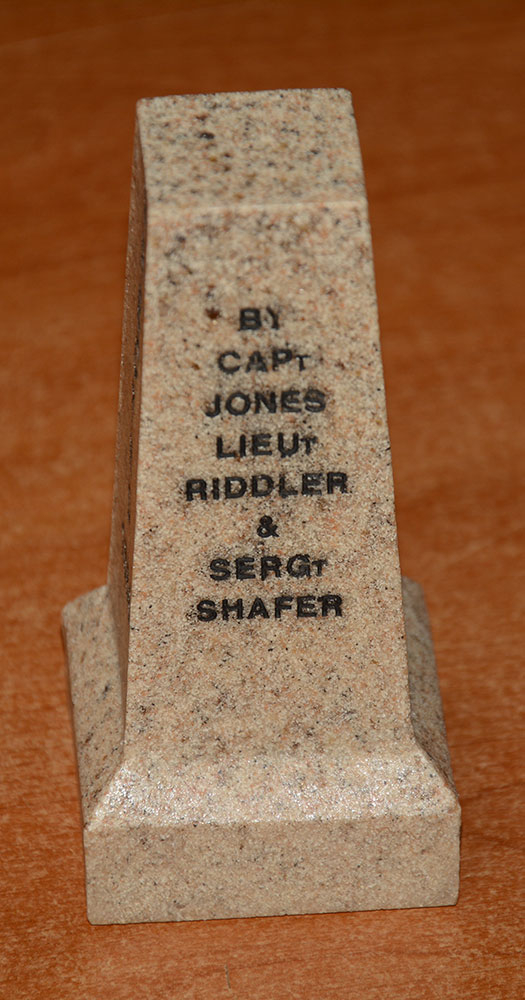 BY
CAPT
JONES
LIEUT
RIDDLER
&
SERGT
SHAFER